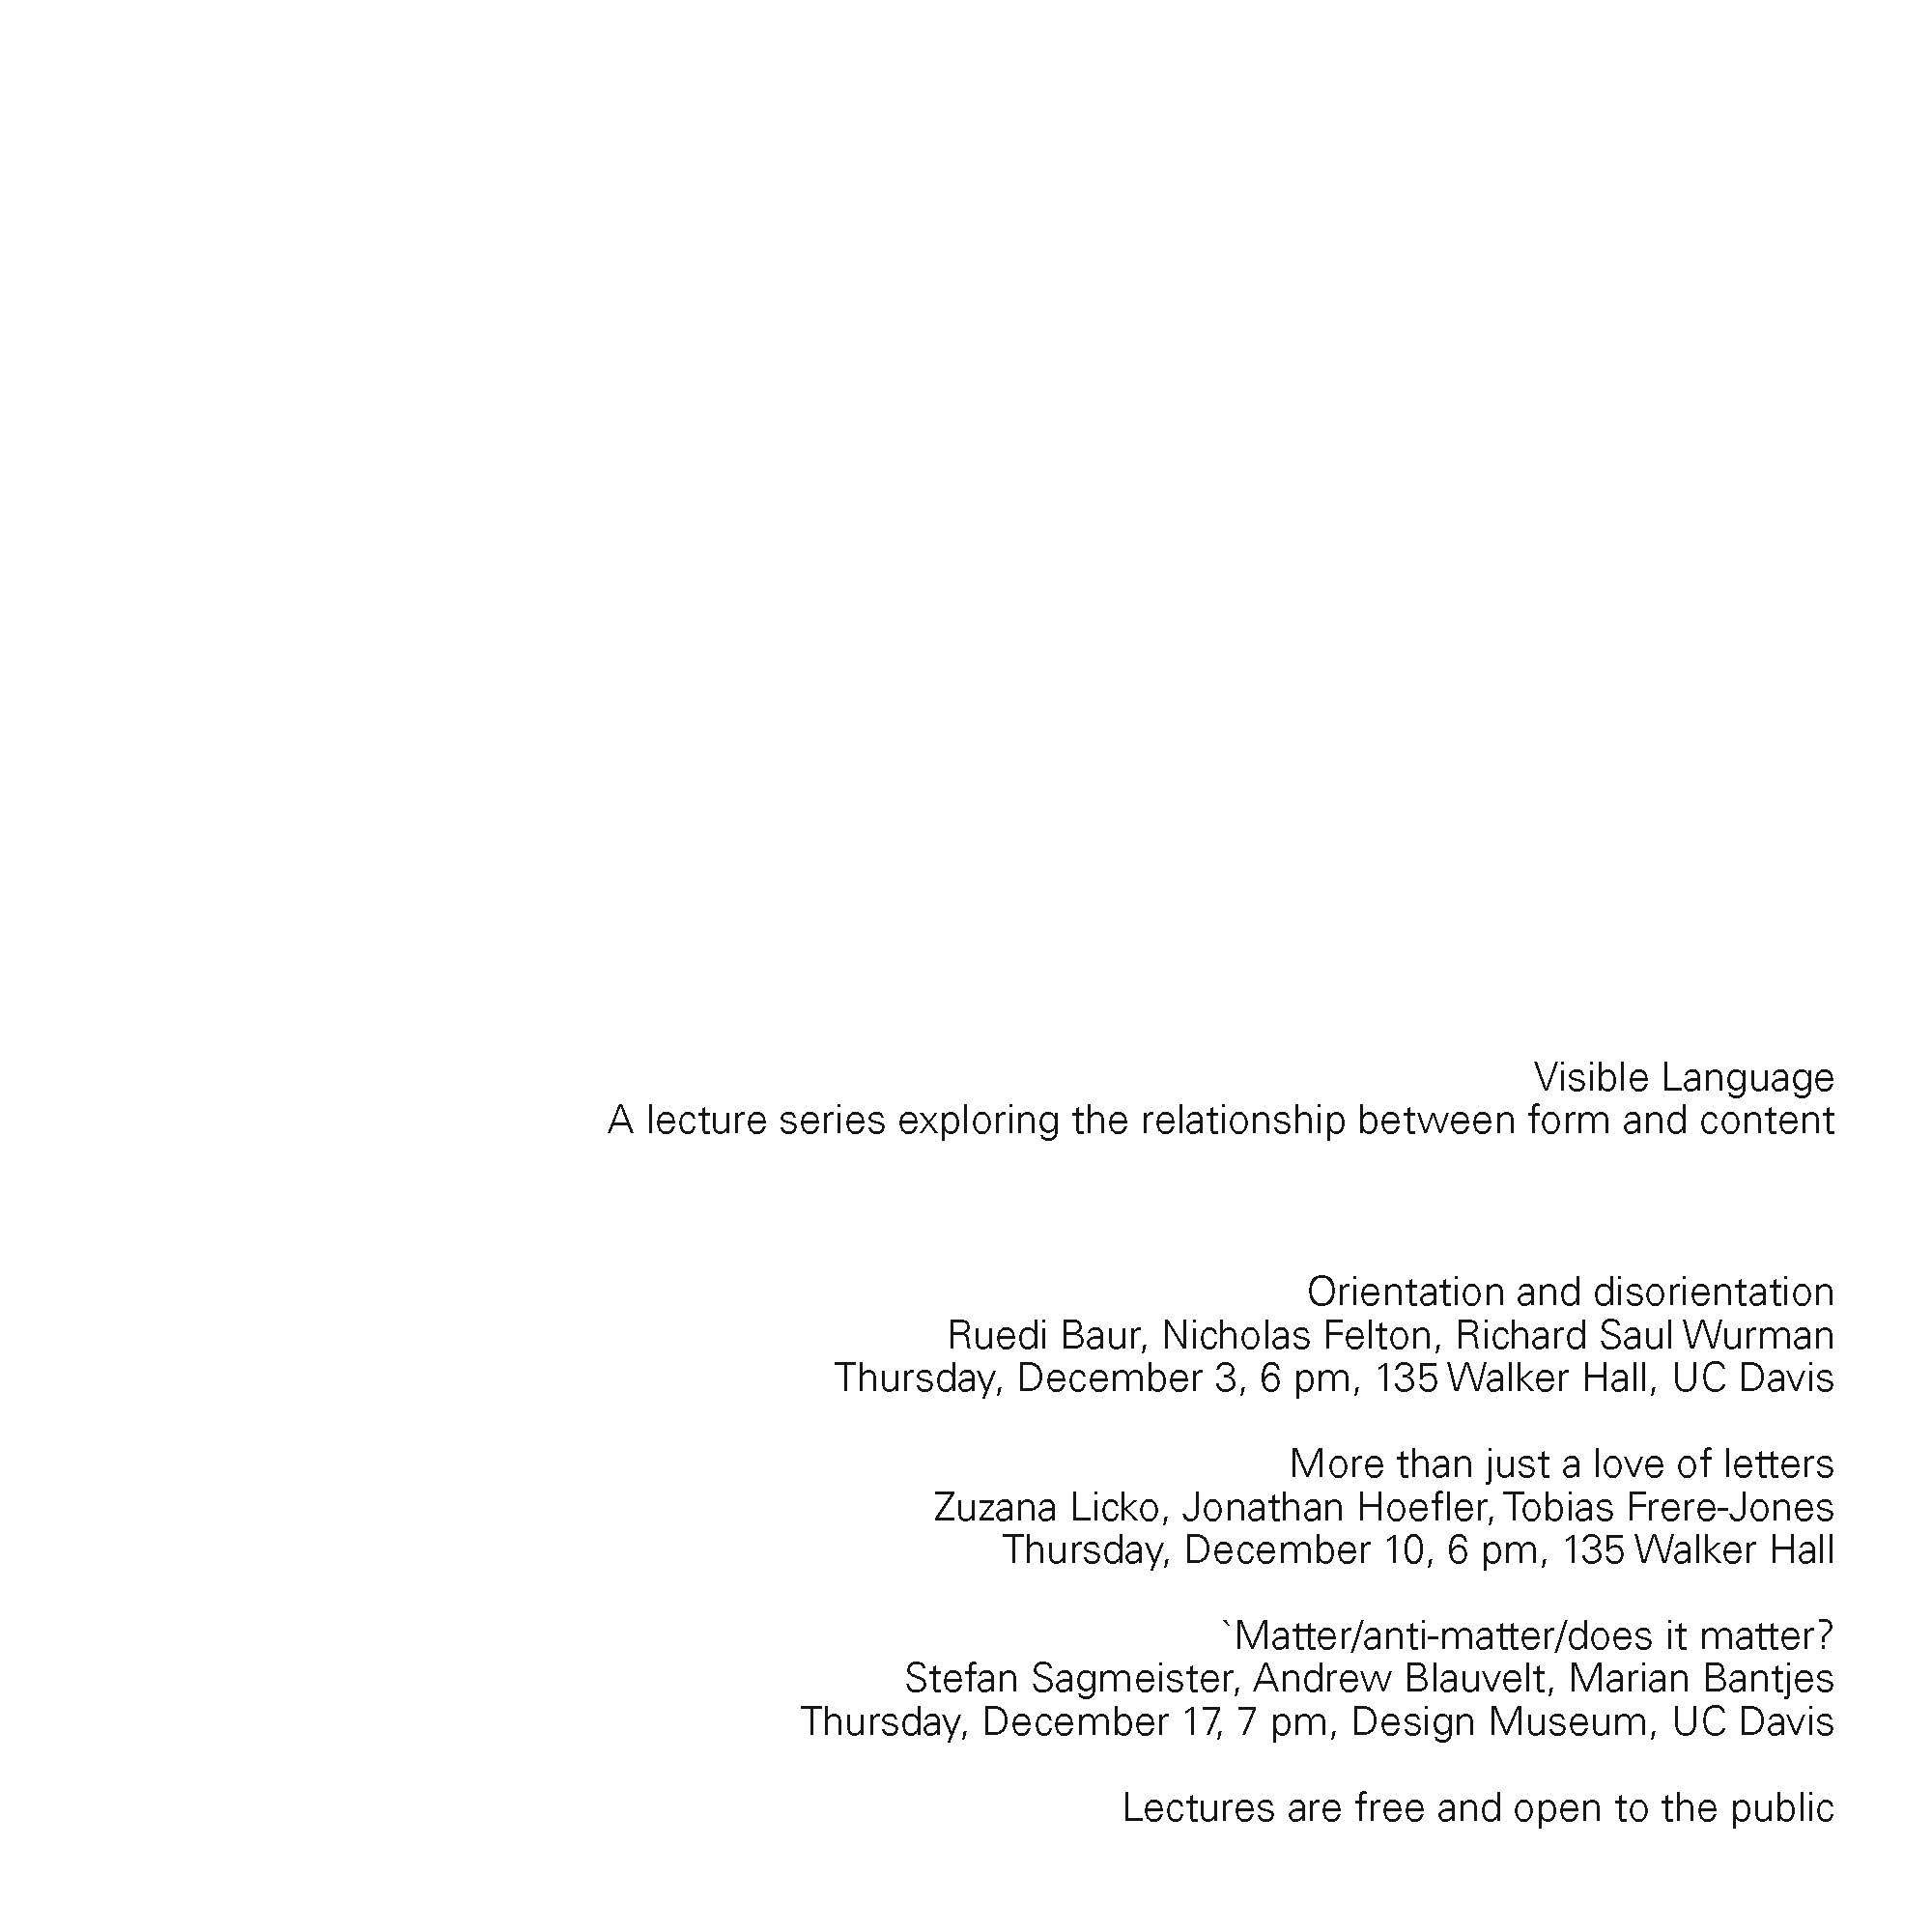 Visible Language
A lecture series exploring the relationship between form and content
Orientation and disorientation
Ruedi Baur, Nicholas Felton, Richard Saul Wurman
Thursday, December 3, 6 pm, 135 Walker Hall, UC Davis
More than just a love of letters
Zuzana Licko, Jonathan Hoefler, Tobias Frere-Jones
Thursday, December 10, 6 pm, 135 Walker Hall
`Matter/anti-matter/does it matter?
Stefan Sagmeister, Andrew Blauvelt, Marian Bantjes
Thursday, December 17, 7 pm, Design Museum, UC Davis
Lectures are free and open to the public